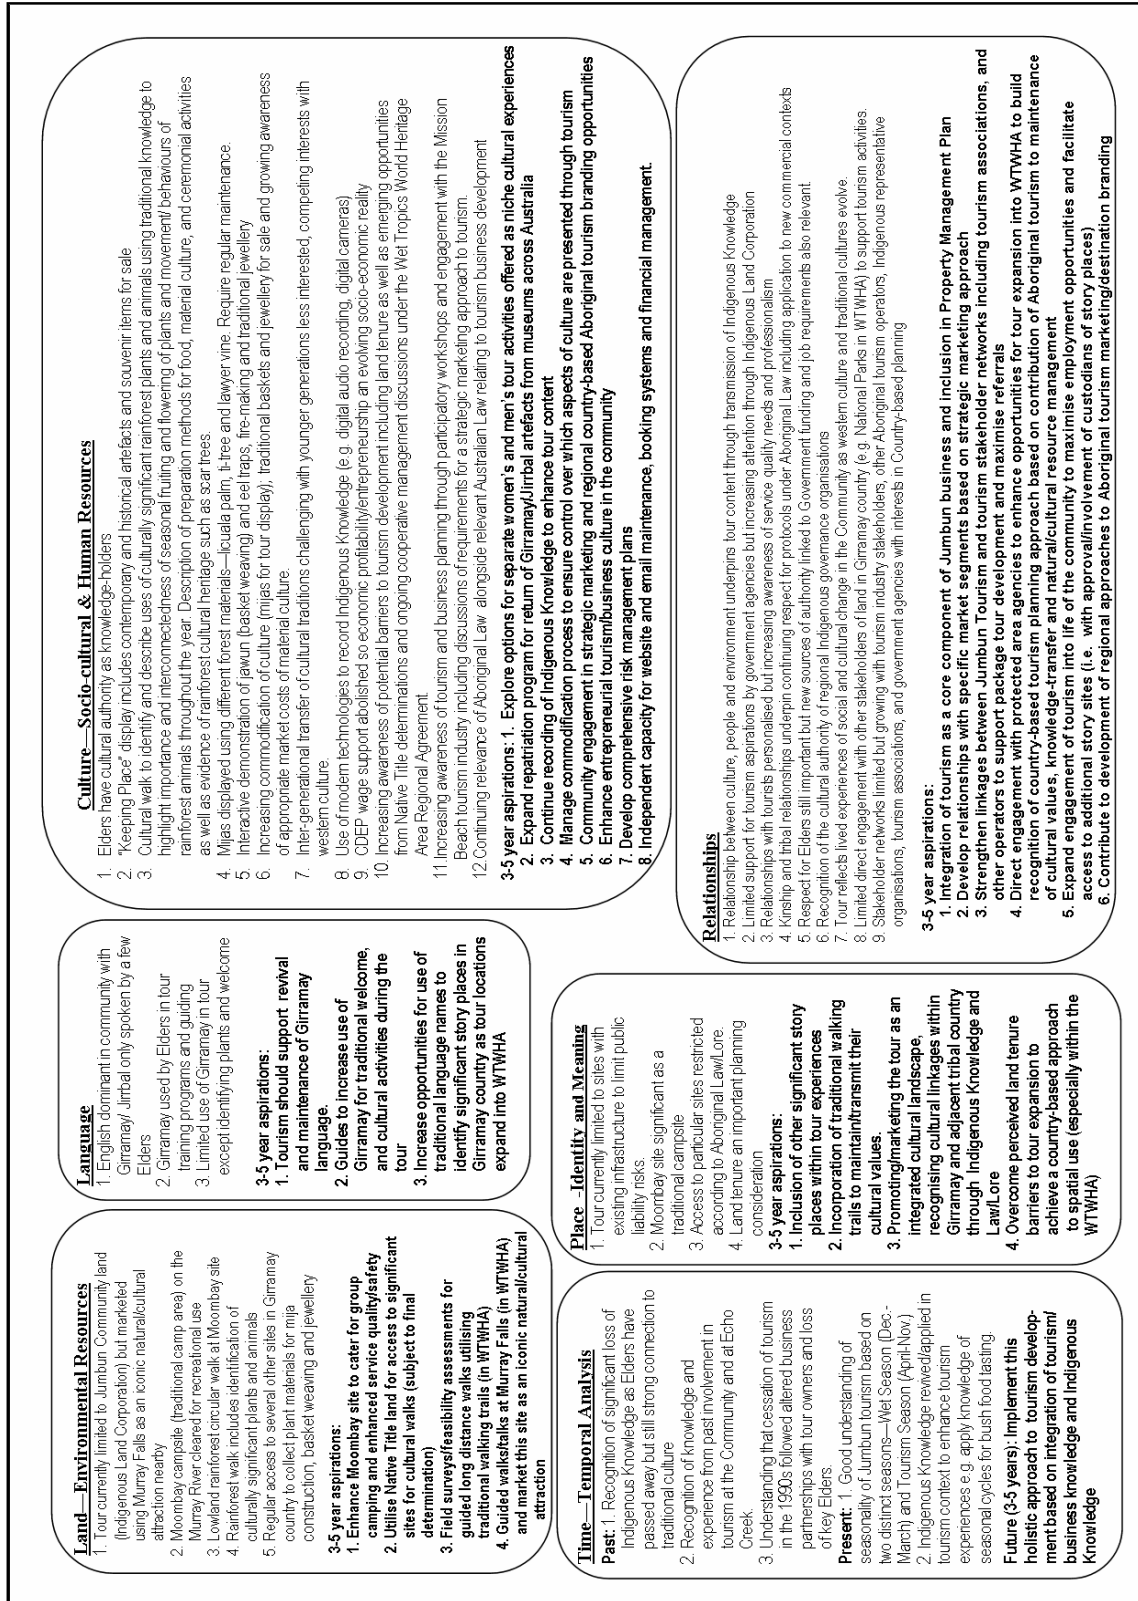 Land—Environmental Resources
1. Tour currently limited to Jumbun Community land
(Indigenous Land Corporation) but marketed
using Murray Falls as an iconic natural/cultural
attraction nearby
2. Moombay campsite (traditional camp area) on the
Murray River cleared for recreational use
3. Lowland rainforest circular walk at Moombay site
4. Rainforest walk includes identification of
culturally significant plants and animals
5. Regular access to several other sites in Girramay
country to collect plant materials for mija
construction, basket weaving and jewellery
3-5 year aspirations:
1. Enhance Moombay site to cater for group
camping and enhanced service quality/safety
2. Utilise Native Title land for access to significant
sites for cultural walks (subject to final
determination)
3. Field surveys/feasibility assessments for
guided long distance walks utilising
traditional walking trails (in WTWHA)
4. Guided walks/talks at Murray Falls (in WTWHA)
and market this site as an iconic natural/cultural
attraction
Language
1. English dominant in community with
Girramay/ Jirrbal only spoken by a few
Elders
2. Girramay used by Elders in tour
training programs and guiding
3. Limited use of Girramay in tour
except identifying plants and welcome
3-5 year aspirations:
1. Tourism should support revival
and maintenance of Girramay
language.
2. Guides to increase use of
Girramay for traditional welcome,
and cultural activities during the
tour
3. Increase opportunities for use of
traditional language names to
identify significant story places in
Girramay country as tour locations
expand into WTWHA
Culture—Socio-cultural & Human Resources
1. Elders have cultural authority as knowledge-holders
2. "Keeping Place" display includes contemporary and historical artefacts and souvenir items for sale
3. Cultural walk to identify and describe uses of culturally significant rainforest plants and animals using traditional knowledge to
highlight importance and interconnectedness of seasonal fruiting and flowering of plants and movement/ behaviours of
rainforest animals throughout the year. Description of preparation methods for food, material culture, and ceremonial activities
as well as evidence of rainforest cultural heritage such as scar trees.
4. Mijas displayed using different forest materials—licuala palm, ti-tree and lawyer vine. Require regular maintenance.
5. Interactive demonstration of jawun (basket weaving) and eel traps, fire-making and traditional jewellery
6. Increasing commodification of culture (mijas for tour display); traditional baskets and jewellery for sale and growing awareness
of appropriate market costs of material culture.
7. Inter-generational transfer of cultural traditions challenging with younger generations less interested, competing interests with
western culture.
8. Use of modern technologies to record Indigenous Knowledge (e.g. digital audio recording, digital cameras)
9. CDEP wage support abolished so economic profitability/entrepreneurship an evolving socio-economic reality
10. Increasing awareness of potential barriers to tourism development including land tenure as well as emerging opportunities
from Native Title determinations and ongoing cooperative management discussions under the Wet Tropics World Heritage
Area Regional Agreement
11.Increasing awareness of tourism and business planning through participatory workshops and engagement with the Mission
Beach tourism industry including discussions of requirements for a strategic marketing approach to tourism.
12.Continuing relevance of Aboriginal Law alongside relevant Australian Law relating to tourism business development
3-5 year aspirations: 1. Explore options for separate women's and men's tour activities offered as niche cultural experiences
2. Expand repatriation program for return of Girramay/Jirrbal artefacts from museums across Australia
3. Continue recording of Indigenous Knowledge to enhance tour content
4. Manage commodification process to ensure control over which aspects of culture are presented through tourism
5. Community engagement in strategic marketing and regional country-based Aboriginal tourism branding opportunities
6. Enhance entrepreneurial tourism/business culture in the community
7. Develop comprehensive risk management plans
8. Independent capacity for website and email maintenance, booking systems and financial management.
Time—Temporal Analysis
Past: 1. Recognition of significant loss of
Indigenous Knowledge as Elders have
passed away but still strong connection to
traditional culture
2. Recognition of knowledge and
experience from past involvement in
tourism at the Community and at Echo
Creek.
3. Understanding that cessation of tourism
in the 1990s followed altered business
partnerships with tour owners and loss
of key Elders.
Present: 1. Good understanding of
seasonality of Jumbun tourism based on
two distinct seasons—Wet Season (Dec.-
March) and Tourism Season (April-Nov.)
2. Indigenous Knowledge revived/applied in
tourism context to enhance tourism
experiences e.g. apply knowledge of
seasonal cycles for bush food tasting.
Future (3-5 years): Implement this
holistic approach to tourism develop-
ment based on integration of tourism/
business knowledge and Indigenous
Knowledge
Place -Identity and Meaning
1. Tour currently limited to sites with
existing infrastructure to limit public
liability risks.
2. Moombay site significant as a
traditional campsite
3. Access to particular sites restricted
according to Aboriginal Law/Lore.
4. Land tenure an important planning
consideration
3-5 year aspirations:
1. Inclusion of other significant story
places within tour experiences
2. Incorporation of traditional walking
trails to maintain/transmit their
cultural values.
3. Promoting/marketing the tour as an
integrated cultural landscape,
recognising cultural linkages within
Girramay and adjacent tribal country
through Indigenous Knowledge and
Law/Lore
4. Overcome perceived land tenure
barriers to tour expansion to
achieve a country-based approach
to spatial use (especially within the
WTWHA)
Relationships
1. Relationship between culture, people and environment underpins tour content through transmission of Indigenous Knowledge
2. Limited support for tourism aspirations by government agencies but increasing attention through Indigenous Land Corporation
3. Relationships with tourists personalised but increasing awareness of service quality needs and professionalism
4. Kinship and tribal relationships underpin continuing respect for protocols under Aboriginal Law including application to new commercial contexts
5. Respect for Elders still important but new sources of authority linked to Government funding and job requirements also relevant.
6. Recognition of the cultural authority of regional Indigenous governance organisations
7. Tour reflects lived experiences of social and cultural change in the Community as western culture and traditional cultures evolve.
8. Limited direct engagement with other stakeholders of land in Girramay country (e.g. National Parks in WTWHA) to support tourism activities.
9. Stakeholder networks limited but growing with tourism industry stakeholders, other Aboriginal tourism operators, Indigenous representative
organisations, tourism associations, and government agencies with interests in Country-based planning
3-5 year aspirations:
1. Integration of tourism as a core component of Jumbun business and inclusion in Property Management Plan
2. Develop relationships with specific market segments based on strategic marketing approach
3. Strengthen linkages between Jumbun Tourism and tourism stakeholder networks including tourism associations, and
other operators to support package tour development and maximise referrals
4. Direct engagement with protected area agencies to enhance opportunities for tour expansion into WTWHA to build
recognition of country-based tourism planning approach based on contribution of Aboriginal tourism to maintenance
of cultural values, knowledge-transfer and natural/cultural resource management
5. Expand engagement of tourism into life of the community to maximise employment opportunities and facilitate
access to additional story sites (i.e. with approval/involvement of custodians of story places)
6. Contribute to development of regional approaches to Aboriginal tourism marketing/destination branding